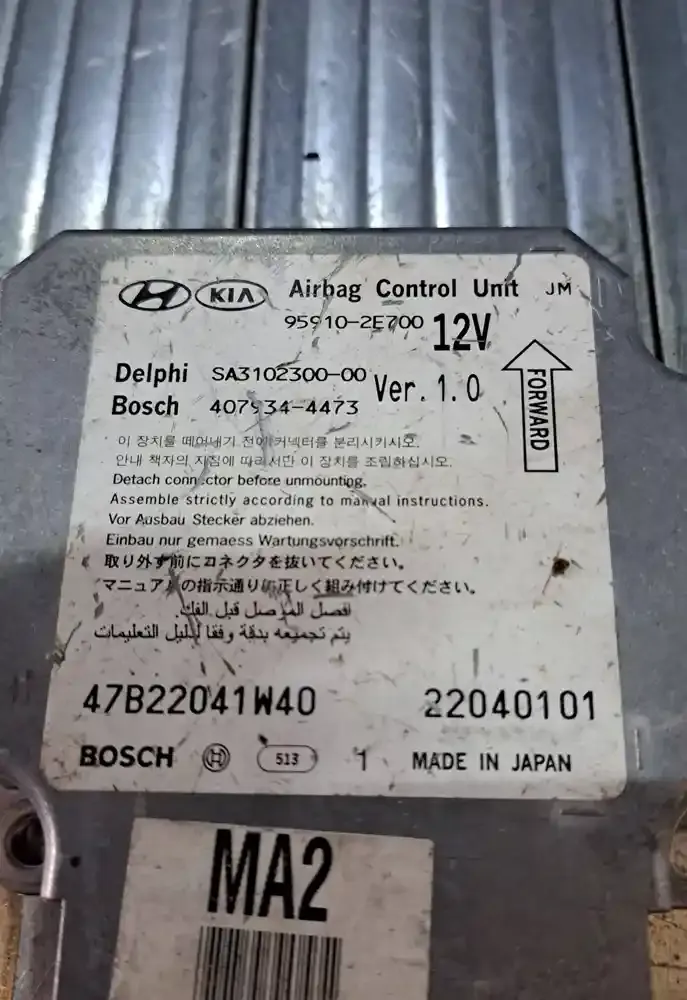 KIA Airbag Control Unit JM
95910-2E700 12V
Delphi SA3102300-00 Ver. 1.0
Bosch 407934-4473
FORWARD
이 장치를 떼어내기 전에 커넥터를 분리시키시오.
안내 책자의 지침에 따라서만 이 장치를 조립하십시오.
Detach connector before unmounting.
Assemble strictly according to manual instructions.
Vor Ausbau Stecker abziehen.
Einbau nur gemaess Wartungsvorschrift.
取り外す前にコネクタを抜いてください。
マニュアルの指示通りに正しく組み付けてください。
افصل الموصل قبل الفك.
يتم تجميعه بدقة وفقا لدليل التعليمات
47B22041W40 22040101
BOSCH 513 1 MADE IN JAPAN
MA2